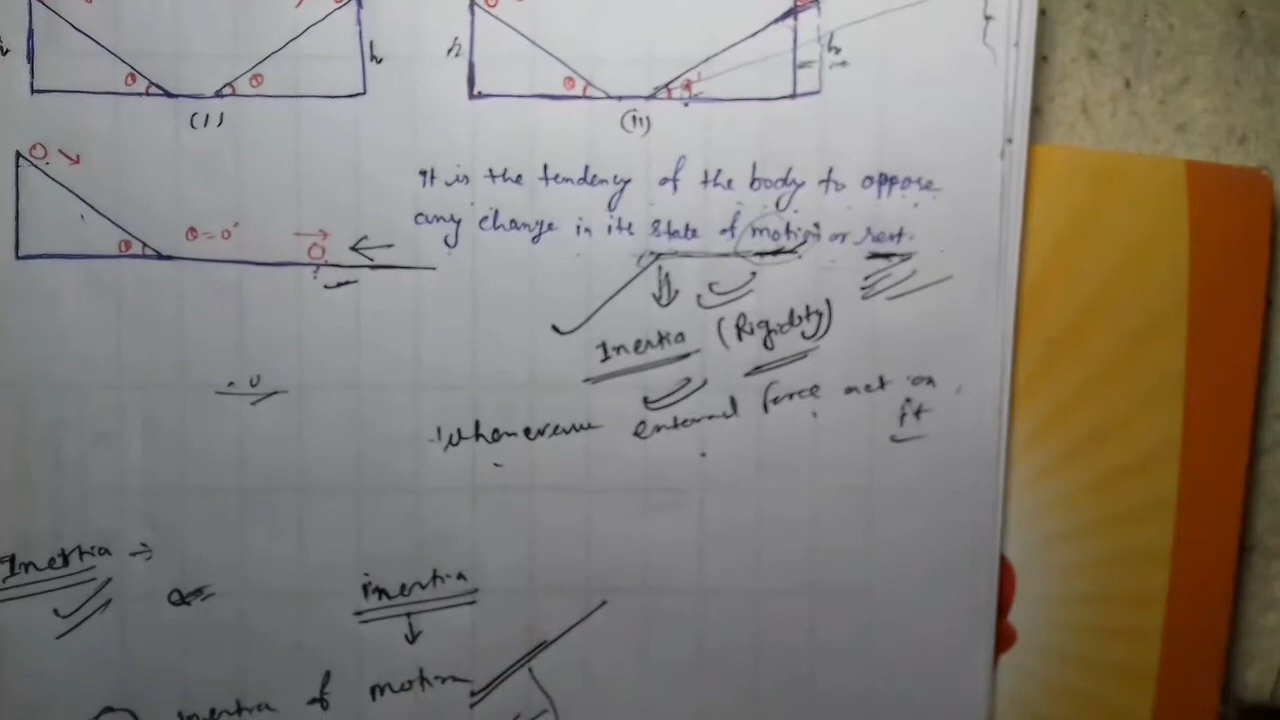 h
θ
θ
h
(i)
h
θ
θ'
h
(ii)
θ
θ = 0°
It is the tendency of the body to oppose
any change in its state of motion or rest.
Inertia (Rigidity)
whenevere external force act on
it
Inertia ⇒
inertia
inertia of motion